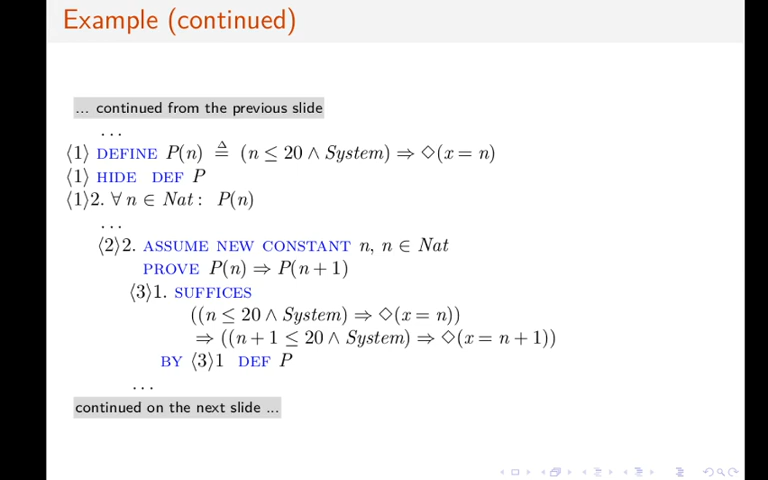 Example (continued)
... continued from the previous slide
...
⟨1⟩ DEFINE P(n) ≜ (n ≤ 20 ∧ System) ⇒ ◇(x = n)
⟨1⟩ HIDE DEF P
⟨1⟩2. ∀ n ∈ Nat : P(n)
...
⟨2⟩2. ASSUME NEW CONSTANT n, n ∈ Nat
PROVE P(n) ⇒ P(n + 1)
⟨3⟩1. SUFFICES
((n ≤ 20 ∧ System) ⇒ ◇(x = n))
⇒ ((n + 1 ≤ 20 ∧ System) ⇒ ◇(x = n + 1))
BY ⟨3⟩1 DEF P
...
continued on the next slide ...